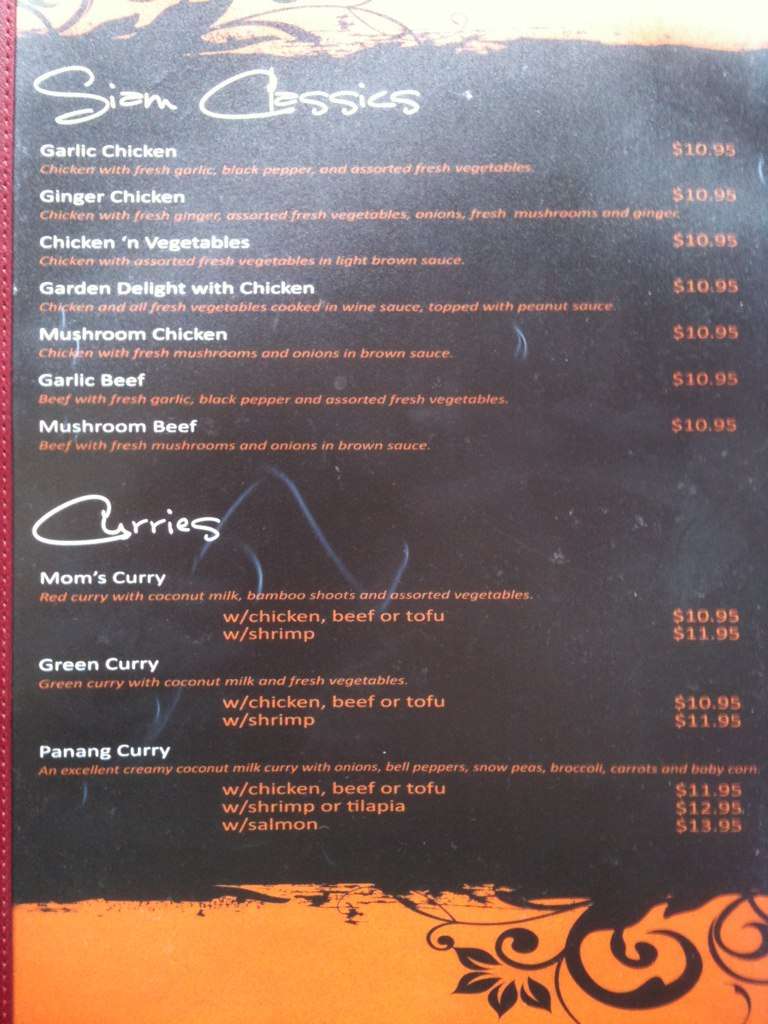 Siam Classics
Garlic Chicken $10.95
Chicken with fresh garlic, black pepper, and assorted fresh vegetables.
Ginger Chicken $10.95
Chicken with fresh ginger, assorted fresh vegetables, onions, fresh mushrooms and ginger.
Chicken 'n Vegetables $10.95
Chicken with assorted fresh vegetables in light brown sauce.
Garden Delight with Chicken $10.95
Chicken and all fresh vegetables cooked in wine sauce, topped with peanut sauce.
Mushroom Chicken $10.95
Chicken with fresh mushrooms and onions in brown sauce.
Garlic Beef $10.95
Beef with fresh garlic, black pepper and assorted fresh vegetables.
Mushroom Beef $10.95
Beef with fresh mushrooms and onions in brown sauce.
Curries
Mom's Curry
Red curry with coconut milk, bamboo shoots and assorted vegetables.
w/chicken, beef or tofu $10.95
w/shrimp $11.95
Green Curry
Green curry with coconut milk and fresh vegetables.
w/chicken, beef or tofu $10.95
w/shrimp $11.95
Panang Curry
An excellent creamy coconut milk curry with onions, bell peppers, snow peas, broccoli, carrots and baby corn.
w/chicken, beef or tofu $11.95
w/shrimp or tilapia $12.95
w/salmon $13.95